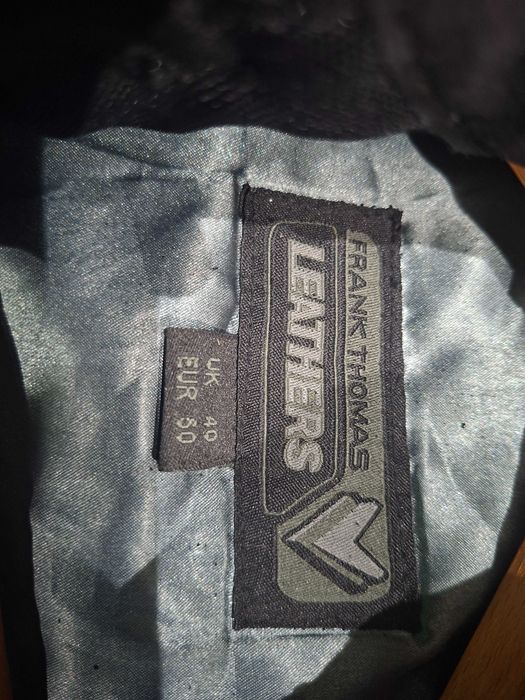 FRANK THOMAS
LEATHERS
UK 40
EUR 50